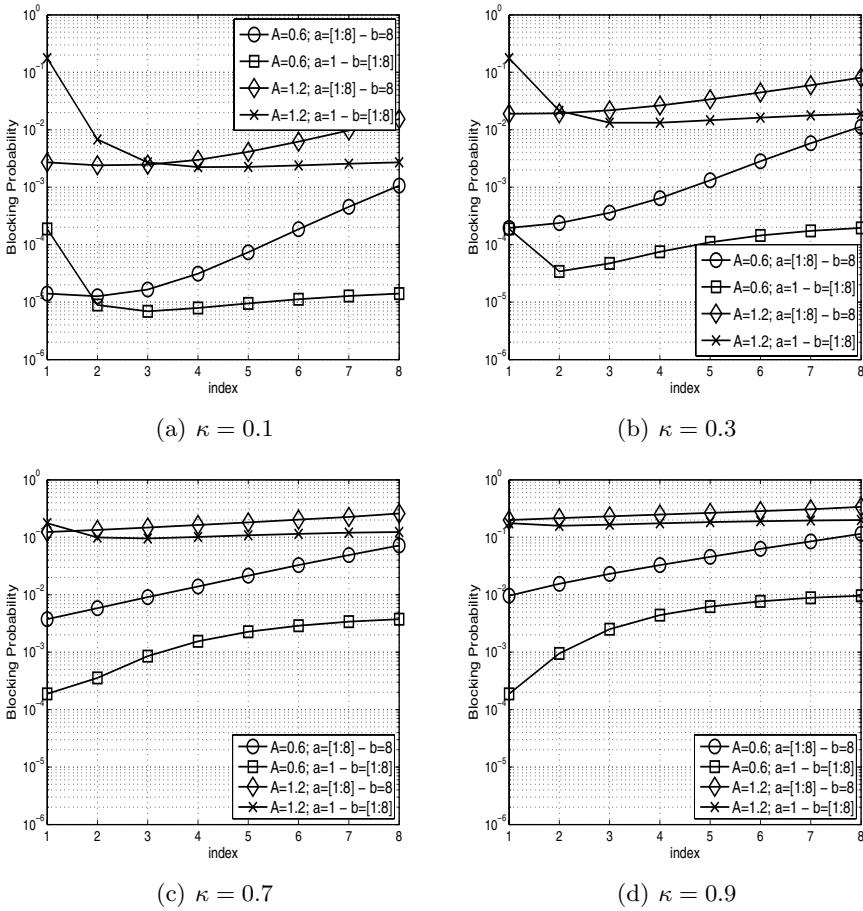 10^0
10^-1
10^-2
10^-3
10^-4
10^-5
10^-6
Blocking Probability
1 2 3 4 5 6 7 8
index
A=0.6; a=[1:8] − b=8
A=0.6; a=1 − b=[1:8]
A=1.2; a=[1:8] − b=8
A=1.2; a=1 − b=[1:8]
(a) κ = 0.1
10^0
10^-1
10^-2
10^-3
10^-4
10^-5
10^-6
Blocking Probability
1 2 3 4 5 6 7 8
index
A=0.6; a=[1:8] − b=8
A=0.6; a=1 − b=[1:8]
A=1.2; a=[1:8] − b=8
A=1.2; a=1 − b=[1:8]
(b) κ = 0.3
10^0
10^-1
10^-2
10^-3
10^-4
10^-5
10^-6
Blocking Probability
1 2 3 4 5 6 7 8
index
A=0.6; a=[1:8] − b=8
A=0.6; a=1 − b=[1:8]
A=1.2; a=[1:8] − b=8
A=1.2; a=1 − b=[1:8]
(c) κ = 0.7
10^0
10^-1
10^-2
10^-3
10^-4
10^-5
10^-6
Blocking Probability
1 2 3 4 5 6 7 8
index
A=0.6; a=[1:8] − b=8
A=0.6; a=1 − b=[1:8]
A=1.2; a=[1:8] − b=8
A=1.2; a=1 − b=[1:8]
(d) κ = 0.9